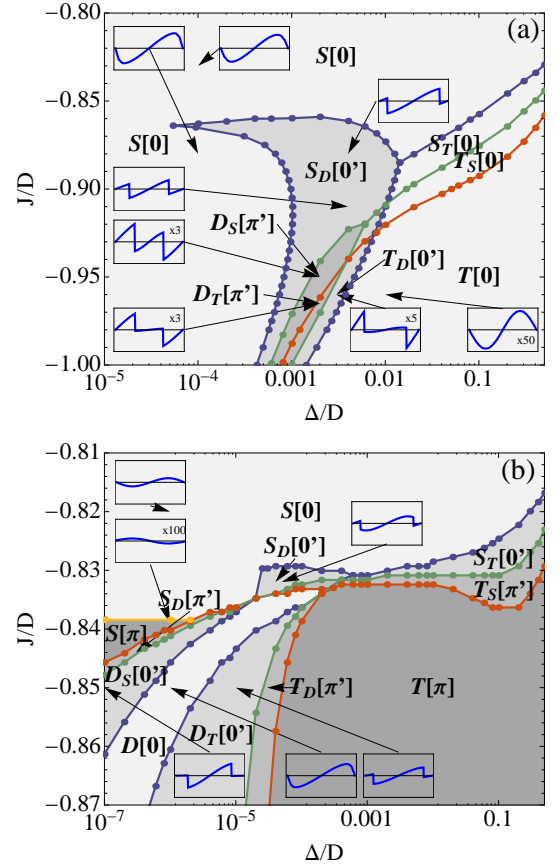 (a)
-0.80
-0.85
-0.90
-0.95
-1.00
J/D
S[0]
S[0]
S_D[0']
S_T[0]
T_S[0]
D_S[π']
x3
T_D[0']
T[0]
D_T[π']
x3
x5
x50
10^-5
10^-4
0.001
0.01
0.1
Δ/D
(b)
-0.81
-0.82
-0.83
-0.84
-0.85
-0.86
-0.87
J/D
x100
S[0]
S_D[0']
S_T[0']
T_S[π']
S_D[π']
S[π]
D_S[0']
T_D[π']
T[π]
D[0]
D_T[0']
10^-7
10^-5
0.001
0.1
Δ/D